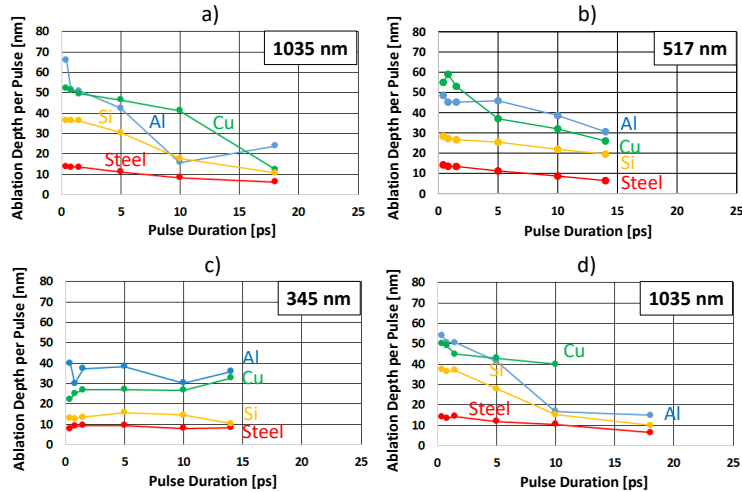 a)
1035 nm
Ablation Depth per Pulse [nm]
80
70
60
50
40
30
20
10
0
0 5 10 15 20 25
Pulse Duration [ps]
Si
Al
Cu
Steel
b)
517 nm
Ablation Depth per Pulse [nm]
80
70
60
50
40
30
20
10
0
0 5 10 15 20 25
Pulse Duration [ps]
Al
Cu
Si
Steel
c)
345 nm
Ablation Depth per Pulse [nm]
80
70
60
50
40
30
20
10
0
0 5 10 15 20 25
Pulse Duration [ps]
Al
Cu
Si
Steel
d)
1035 nm
Ablation Depth per Pulse [nm]
80
70
60
50
40
30
20
10
0
0 5 10 15 20 25
Pulse Duration [ps]
Cu
Si
Steel
Al